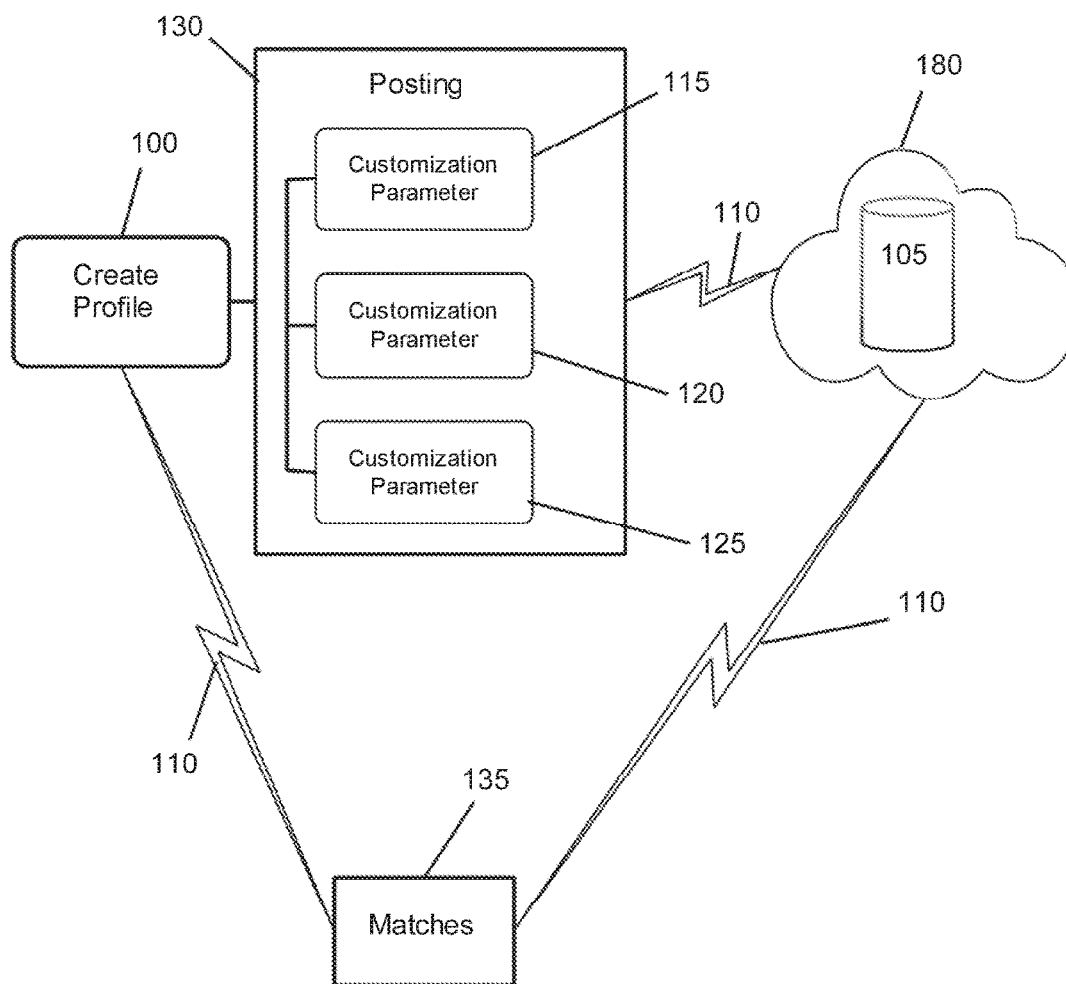 130
Posting
115
180
100
Customization
Parameter
110
105
Create
Profile
Customization
Parameter
120
Customization
Parameter
125
110
110
135
Matches